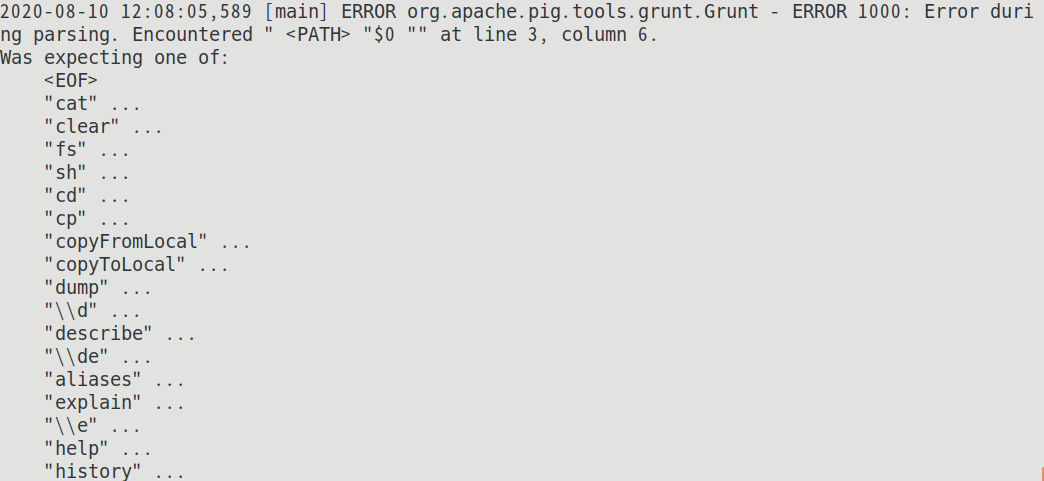 2020-08-10 12:08:05,589 [main] ERROR org.apache.pig.tools.grunt.Grunt - ERROR 1000: Error duri
ng parsing. Encountered " <PATH> "$0 "" at line 3, column 6.
Was expecting one of:
    <EOF>
    "cat" ...
    "clear" ...
    "fs" ...
    "sh" ...
    "cd" ...
    "cp" ...
    "copyFromLocal" ...
    "copyToLocal" ...
    "dump" ...
    "\\d" ...
    "describe" ...
    "\\de" ...
    "aliases" ...
    "explain" ...
    "\\e" ...
    "help" ...
    "history" ...